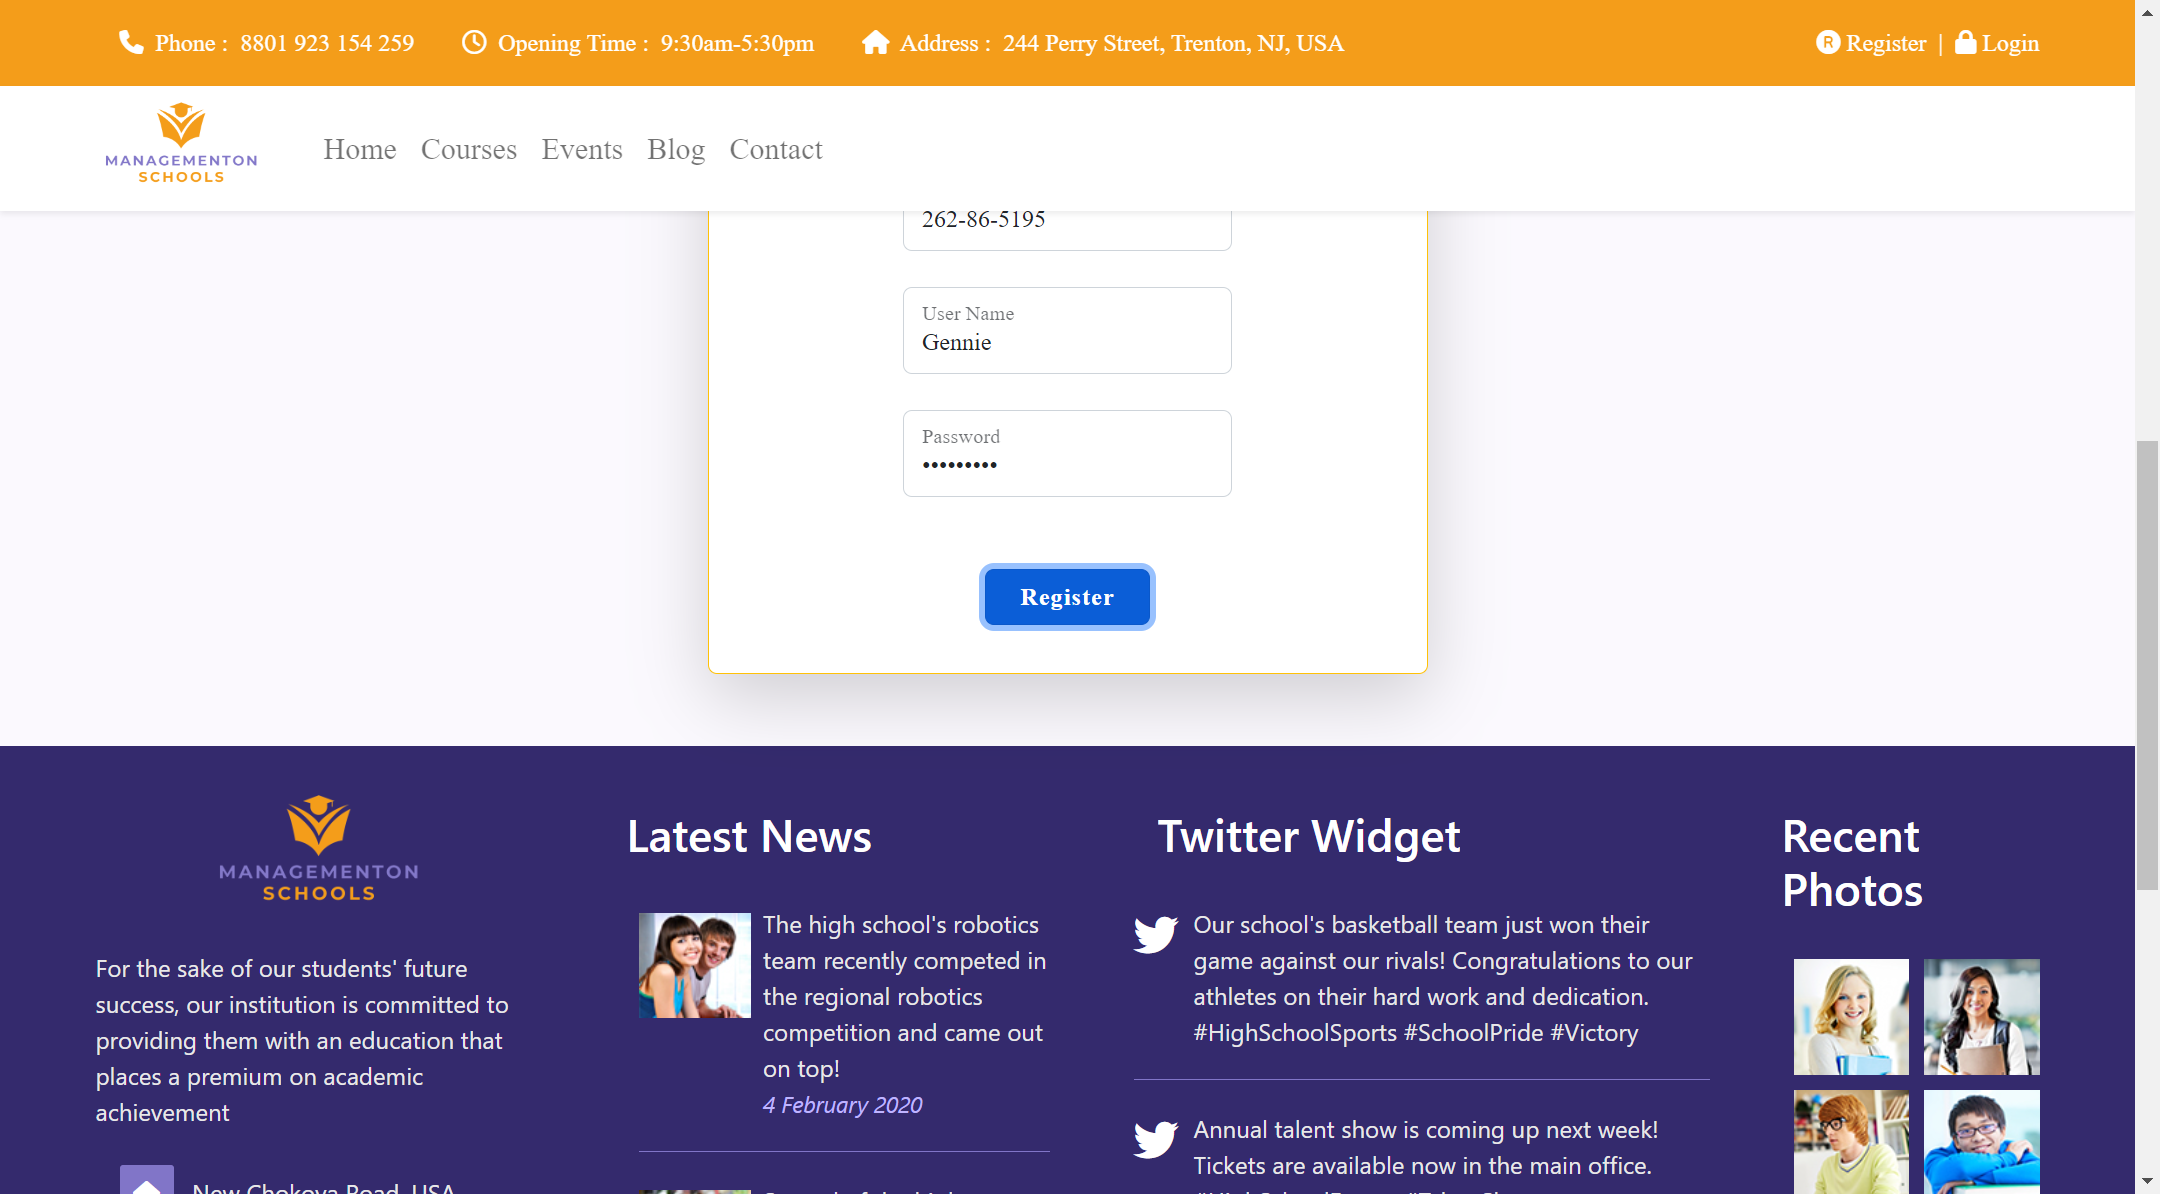 Phone : 8801 923 154 259 Opening Time : 9:30am-5:30pm Address : 244 Perry Street, Trenton, NJ, USA Register | Login
MANAGEMENTON
SCHOOLS
Home Courses Events Blog Contact
262-86-5195
User Name
Gennie
Password
•••••••••
Register
MANAGEMENTON
SCHOOLS
For the sake of our students' future
success, our institution is committed to
providing them with an education that
places a premium on academic
achievement
New Chokoya Road, USA
Latest News
The high school's robotics
team recently competed in
the regional robotics
competition and came out
on top!
4 February 2020
Twitter Widget
Our school's basketball team just won their
game against our rivals! Congratulations to our
athletes on their hard work and dedication.
#HighSchoolSports #SchoolPride #Victory
Annual talent show is coming up next week!
Tickets are available now in the main office.
Recent
Photos